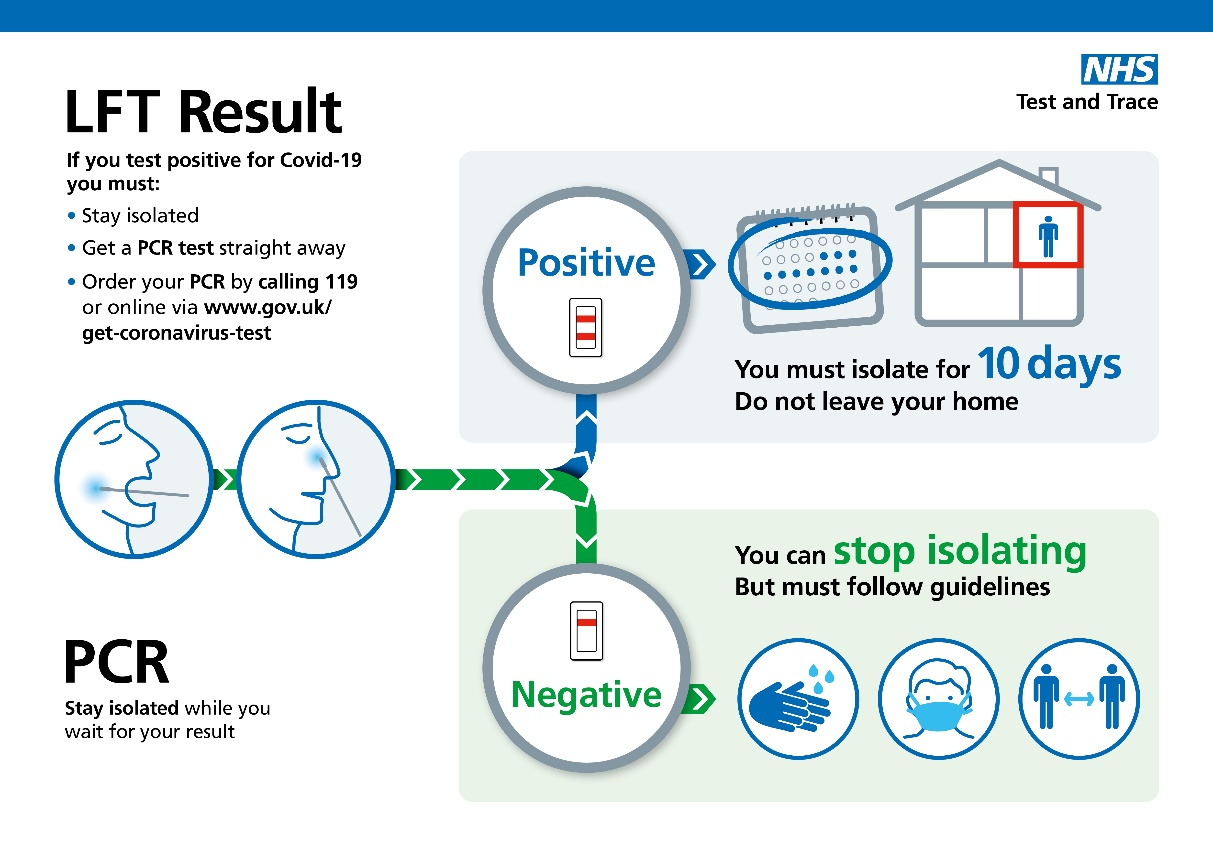 NHS
Test and Trace
LFT Result
If you test positive for Covid-19
you must:
• Stay isolated
• Get a PCR test straight away
• Order your PCR by calling 119
or online via www.gov.uk/
get-coronavirus-test
Positive
You must isolate for 10 days
Do not leave your home
You can stop isolating
But must follow guidelines
Negative
PCR
Stay isolated while you
wait for your result